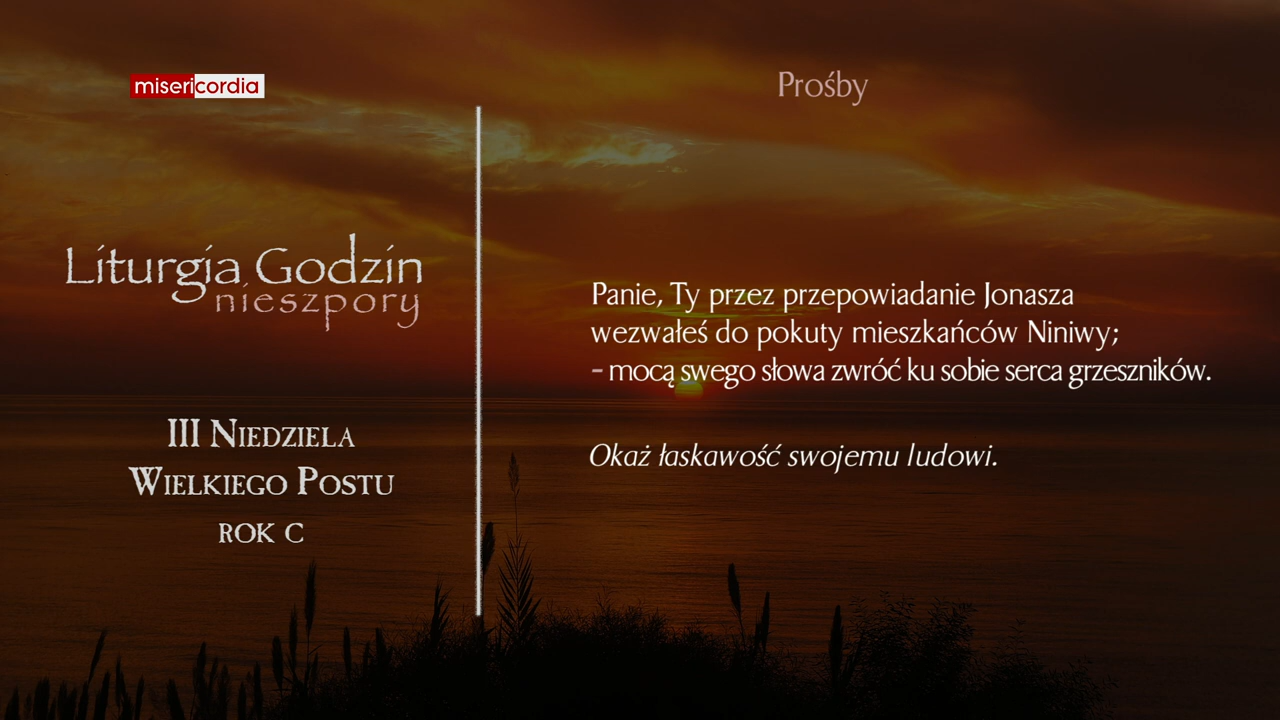 misericordia
Prośby
Liturgia Godzin
nieszpory
III Niedziela
Wielkiego Postu
rok C
Panie, Ty przez przepowiadanie Jonasza
wezwałeś do pokuty mieszkańców Niniwy;
- mocą swego słowa zwróć ku sobie serca grzeszników.
Okaż łaskawość swojemu ludowi.